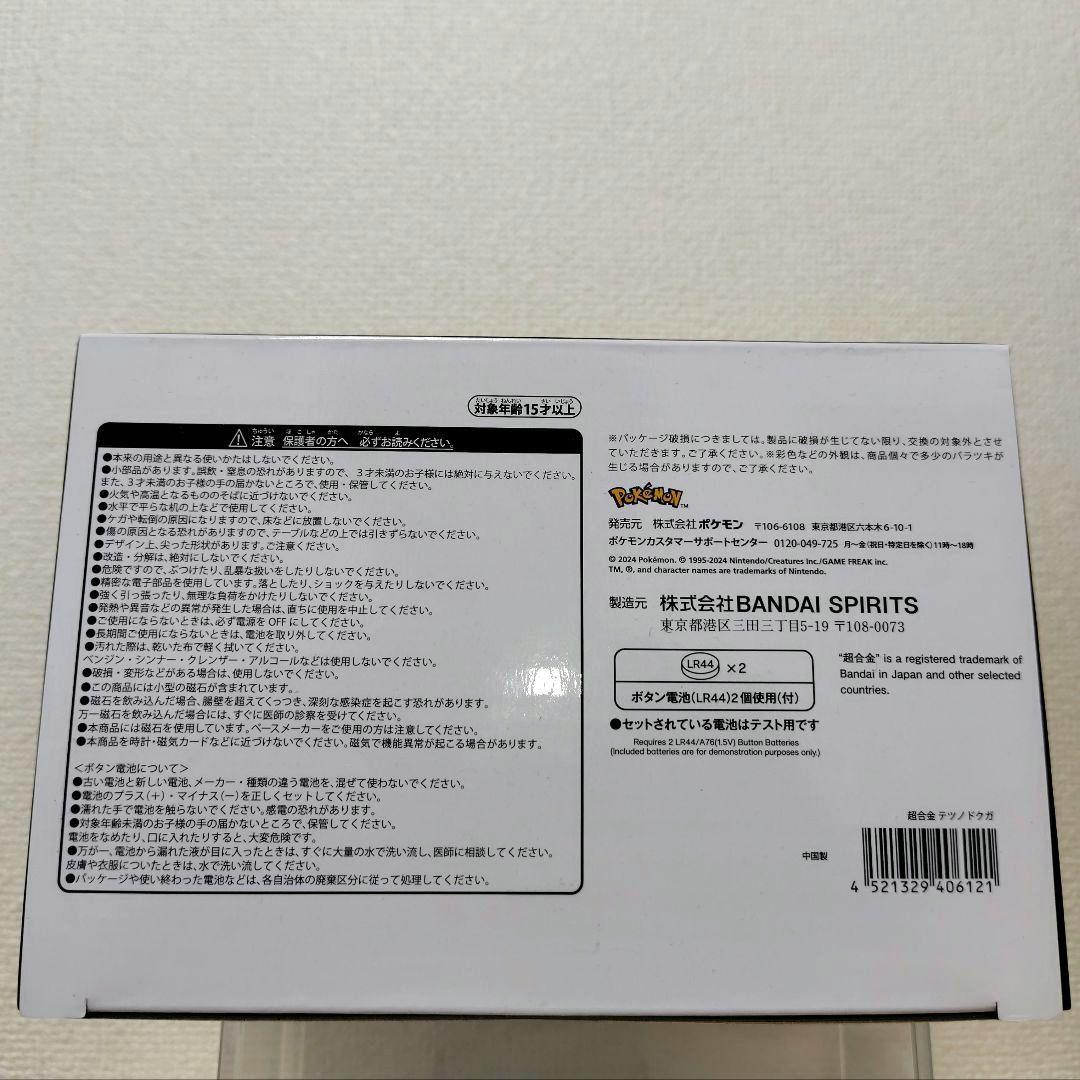 対象年齢15才以上
注意 保護者の方へ 必ずお読みください。
●本来の用途と異なる使いかたはしないでください。
●小部品があります。誤飲・窒息の恐れがありますので、3才未満のお子様には絶対に与えないでください。
また、3才未満のお子様の手の届かないところで、使用・保管してください。
●火気や高温となるもののそばに近づけないでください。
●水平で平らな机の上などで使用してください。
●ケガや転倒の原因になりますので、床などに放置しないでください。
●傷の原因となる恐れがありますので、テーブルなどの上では引きずらないでください。
●デザイン上、尖った形状があります。ご注意ください。
●改造・分解は、絶対にしないでください。
●危険ですので、ぶつけたり、乱暴な扱いをしたりしないでください。
●精密な電子部品を使用しています。落としたり、ショックを与えたりしないでください。
●強く引っ張ったり、無理な負荷をかけたりしないでください。
●発熱や異音などの異常が発生した場合は、直ちに使用を中止してください。
●ご使用にならないときは、必ず電源をOFFにしてください。
●長期間ご使用にならないときは、電池を取り外してください。
●汚れた際は、乾いた布で軽く拭いてください。
ベンジン・シンナー・クレンザー・アルコールなどは使用しないでください。
●破損・変形などがある場合は、使用しないでください。
●この商品には小型の磁石が含まれています。
●磁石を飲み込んだ場合、腸壁を超えてくっつき、深刻な感染症を起こす恐れがあります。
万一磁石を飲み込んだ場合には、すぐに医師の診察を受けてください。
●本商品には磁石を使用しています。ペースメーカーをご使用の方は注意してください。
●本商品を時計・磁気カードなどに近づけないでください。磁気で機能異常が起こる場合があります。
＜ボタン電池について＞
●古い電池と新しい電池、メーカー・種類の違う電池を、混ぜて使わないでください。
●電池のプラス(+)・マイナス(−)を正しくセットしてください。
●濡れた手で電池を触らないでください。感電の恐れがあります。
●対象年齢未満のお子様の手の届かないところで、保管してください。
電池をなめたり、口に入れたりすると、大変危険です。
●万が一、電池から漏れた液が目に入ったときは、すぐに大量の水で洗い流し、医師に相談してください。
皮膚や衣服についたときは、水で洗い流してください。
●パッケージや使い終わった電池などは、各自治体の廃棄区分に従って処理してください。
※パッケージ破損につきましては、製品に破損が生じてない限り、交換の対象外とさせ
ていただきます。ご了承ください。※彩色などの外観は、商品個々で多少のバラツキが
生じる場合がありますので、ご了承ください。
POKéMON™
発売元 株式会社ポケモン 〒106-6108 東京都港区六本木6-10-1
ポケモンカスタマーサポートセンター 0120-049-725 月〜金(祝日・特定日を除く)11時〜18時
© 2024 Pokémon. © 1995-2024 Nintendo/Creatures Inc./GAME FREAK inc.
TM, ®, and character names are trademarks of Nintendo.
製造元 株式会社BANDAI SPIRITS
東京都港区三田三丁目5-19 〒108-0073
LR44 ×2
ボタン電池(LR44)2個使用(付)
●セットされている電池はテスト用です
Requires 2 LR44/A76(1.5V) Button Batteries
(Included batteries are for demonstration purposes only.)
"超合金" is a registered trademark of
Bandai in Japan and other selected
countries.
超合金 テツノドクガ
中国製
4 521329 406121